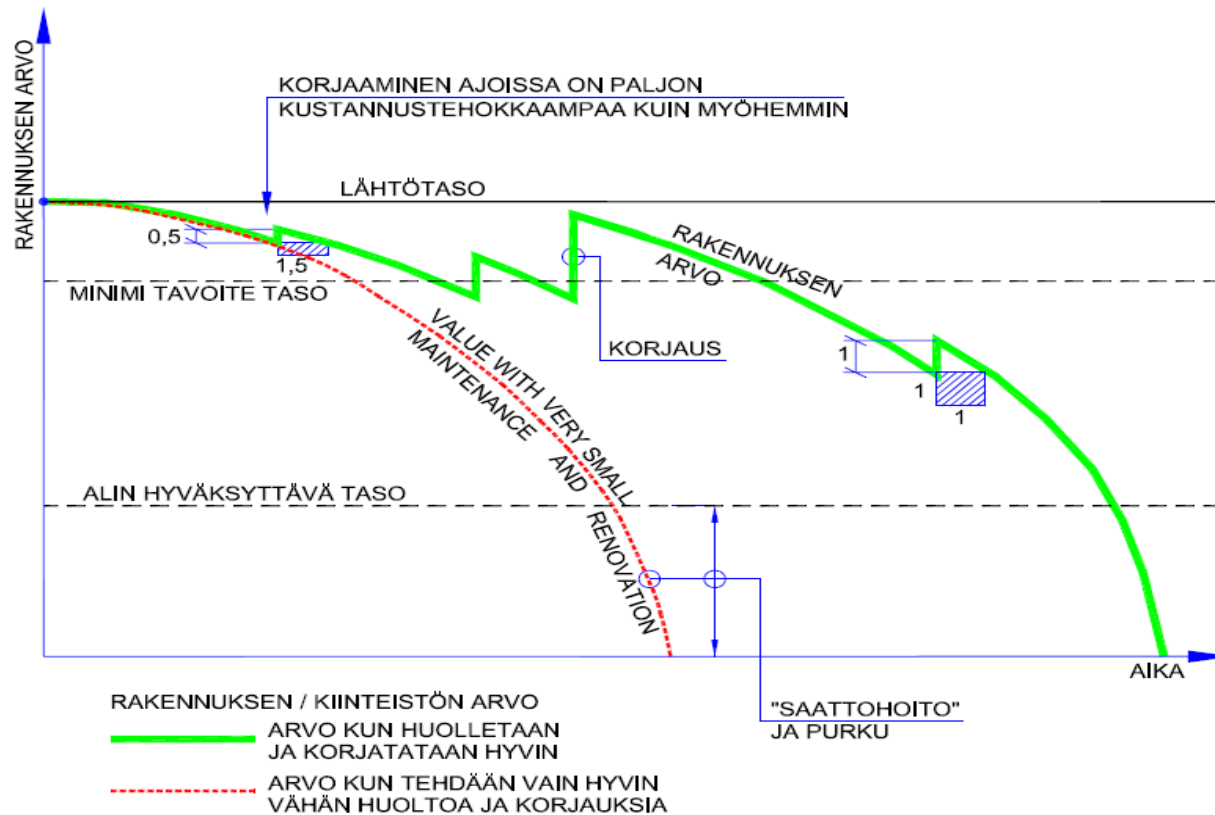 RAKENNUKSEN ARVO
KORJAAMINEN AJOISSA ON PALJON
KUSTANNUSTEHOKKAAMPAA KUIN MYÖHEMMIN
LÄHTÖTASO
0,5
1,5
RAKENNUKSEN
ARVO
MINIMI TAVOITE TASO
VALUE WITH VERY SMALL
MAINTENANCE AND RENOVATION
KORJAUS
1
1
1
ALIN HYVÄKSYTTÄVÄ TASO
AIKA
"SAATTOHOITO"
JA PURKU
RAKENNUKSEN / KIINTEISTÖN ARVO
ARVO KUN HUOLLETAAN
JA KORJATATAAN HYVIN
ARVO KUN TEHDÄÄN VAIN HYVIN
VÄHÄN HUOLTOA JA KORJAUKSIA